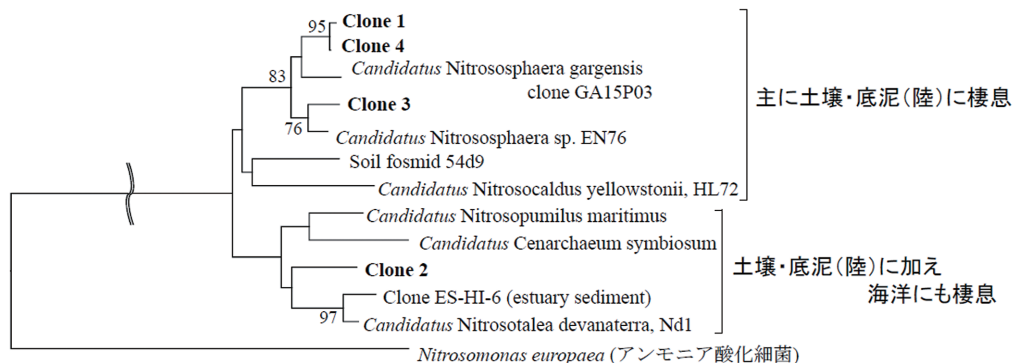 95
Clone 1
Clone 4
83
Candidatus Nitrososphaera gargensis
clone GA15P03
Clone 3
76
Candidatus Nitrososphaera sp. EN76
Soil fosmid 54d9
Candidatus Nitrosocaldus yellowstonii, HL72
主に土壌・底泥(陸)に棲息
Candidatus Nitrosopumilus maritimus
Candidatus Cenarchaeum symbiosum
Clone 2
Clone ES-HI-6 (estuary sediment)
97
Candidatus Nitrosotalea devanaterra, Nd1
土壌・底泥(陸)に加え
海洋にも棲息
Nitrosomonas europaea (アンモニア酸化細菌)